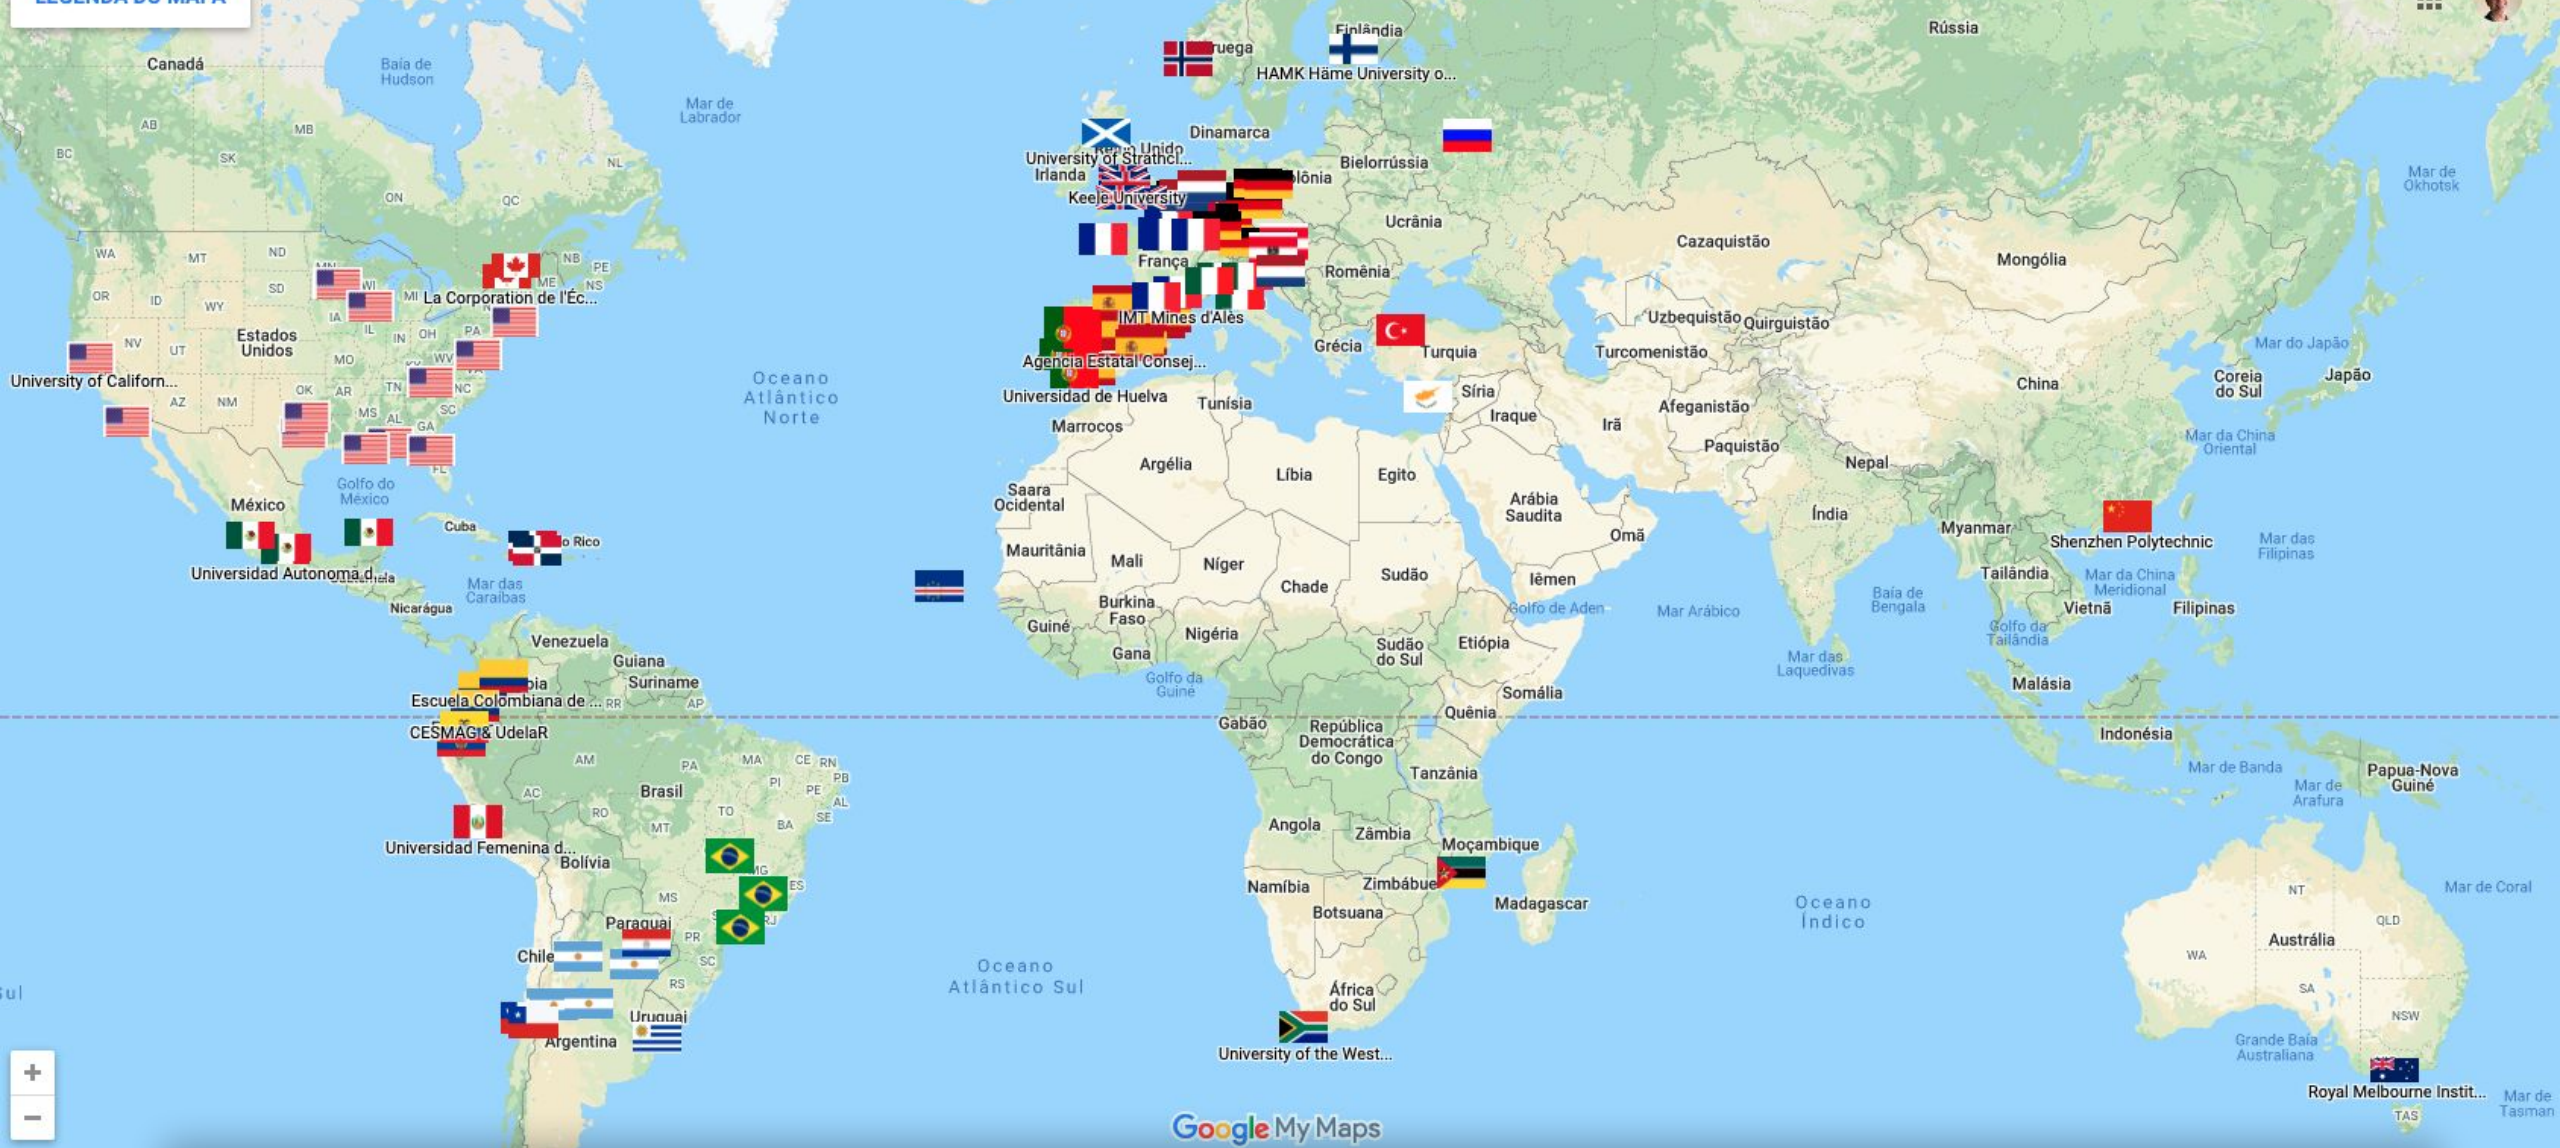 LEGENDA DO MAPA
Finlândia
Rússia
ruega
Canadá
Baía de
Hudson
HAMK Häme University o...
Mar de
Labrador
AB
MB
Dinamarca
BC
SK
NL
University of Strathcl...
Irlanda
Bielorrússia
Mar de
Okhotsk
ON
QC
Keele University
olônia
Ucrânia
WA
MT
ND
NB
PE
França
Cazaquistão
Mongólia
OR
ID
WY
SD
WI
MI
ME
NS
Romênia
La Corporation de l'Éc...
IA
IL
IN
OH
PA
IMT Mines d'Alès
Uzbequistão
Quirguistão
Estados
Unidos
NV
UT
MO
WV
Grécia
Turquia
Turcomenistão
Mar do Japão
University of Californ...
Agencia Estatal Consej...
China
Coreia
do Sul
Japão
Oceano
Atlântico
Norte
AZ
NM
OK
AR
TN
NC
Universidad de Huelva
Tunísia
Síria
Iraque
Irã
Afeganistão
MS
AL
GA
SC
Marrocos
Paquistão
Mar da China
Oriental
FL
Argélia
Líbia
Egito
Nepal
Golfo do
México
México
Saara
Ocidental
Arábia
Saudita
Índia
Myanmar
Cuba
o Rico
Omã
Shenzhen Polytechnic
Mar das
Filipinas
Mauritânia
Mali
Níger
Chade
Sudão
Iêmen
Tailândia
Mar da China
Meridional
Universidad Autonoma d...
Mar das
Caraíbas
Nicarágua
Burkina
Faso
Golfo de Aden
Mar Arábico
Baía de
Bengala
Vietnã
Filipinas
Guiné
Nigéria
Golfo da
Tailândia
Venezuela
Gana
Sudão
do Sul
Etiópia
Mar das
Laquedivas
Guiana
Suriname
Golfo da
Guiné
Somália
Malásia
bia
Escuela Colombiana de ...
RR
AP
Gabão
República
Democrática
do Congo
Quênia
Indonésia
CESMAG & UdelaR
AM
PA
MA
CE
RN
PB
PI
PE
AL
SE
Tanzânia
Mar de Banda
Mar de
Arafura
Papua-Nova
Guiné
AC
Brasil
RO
MT
TO
BA
Angola
Zâmbia
Moçambique
Universidad Femenina d...
Bolívia
MG
ES
Namíbia
Zimbábue
Botsuana
Madagascar
Oceano
Índico
NT
QLD
Mar de Coral
MS
Paraguai
RJ
PR
Chile
SC
Austrália
WA
Oceano
Atlântico Sul
RS
África
do Sul
SA
NSW
Sul
Uruguai
Argentina
University of the West...
Grande Baía
Australiana
Royal Melbourne Instit...
Mar de
Tasman
TAS
+
−
Google My Maps